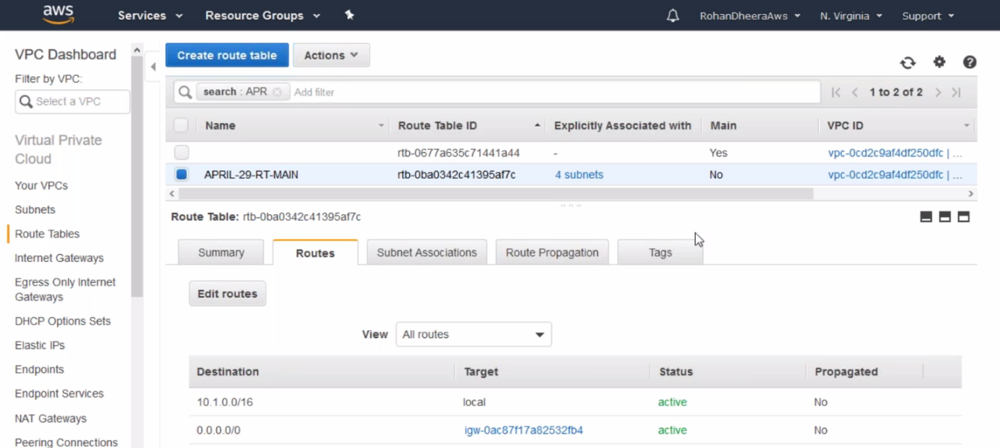 aws Services Resource Groups RohanDheeraAws N. Virginia Support
VPC Dashboard
Filter by VPC:
Select a VPC
Virtual Private
Cloud
Your VPCs
Subnets
Route Tables
Internet Gateways
Egress Only Internet
Gateways
DHCP Options Sets
Elastic IPs
Endpoints
Endpoint Services
NAT Gateways
Peering Connections
Create route table Actions
search : APR Add filter 1 to 2 of 2
Name Route Table ID Explicitly Associated with Main VPC ID
rtb-0677a635c71441a44 - Yes vpc-0cd2c9af4df250dfc | ...
APRIL-29-RT-MAIN rtb-0ba0342c41395af7c 4 subnets No vpc-0cd2c9af4df250dfc | ...
Route Table: rtb-0ba0342c41395af7c
Summary Routes Subnet Associations Route Propagation Tags
Edit routes
View All routes
Destination Target Status Propagated
10.1.0.0/16 local active No
0.0.0.0/0 igw-0ac87f17a82532fb4 active No